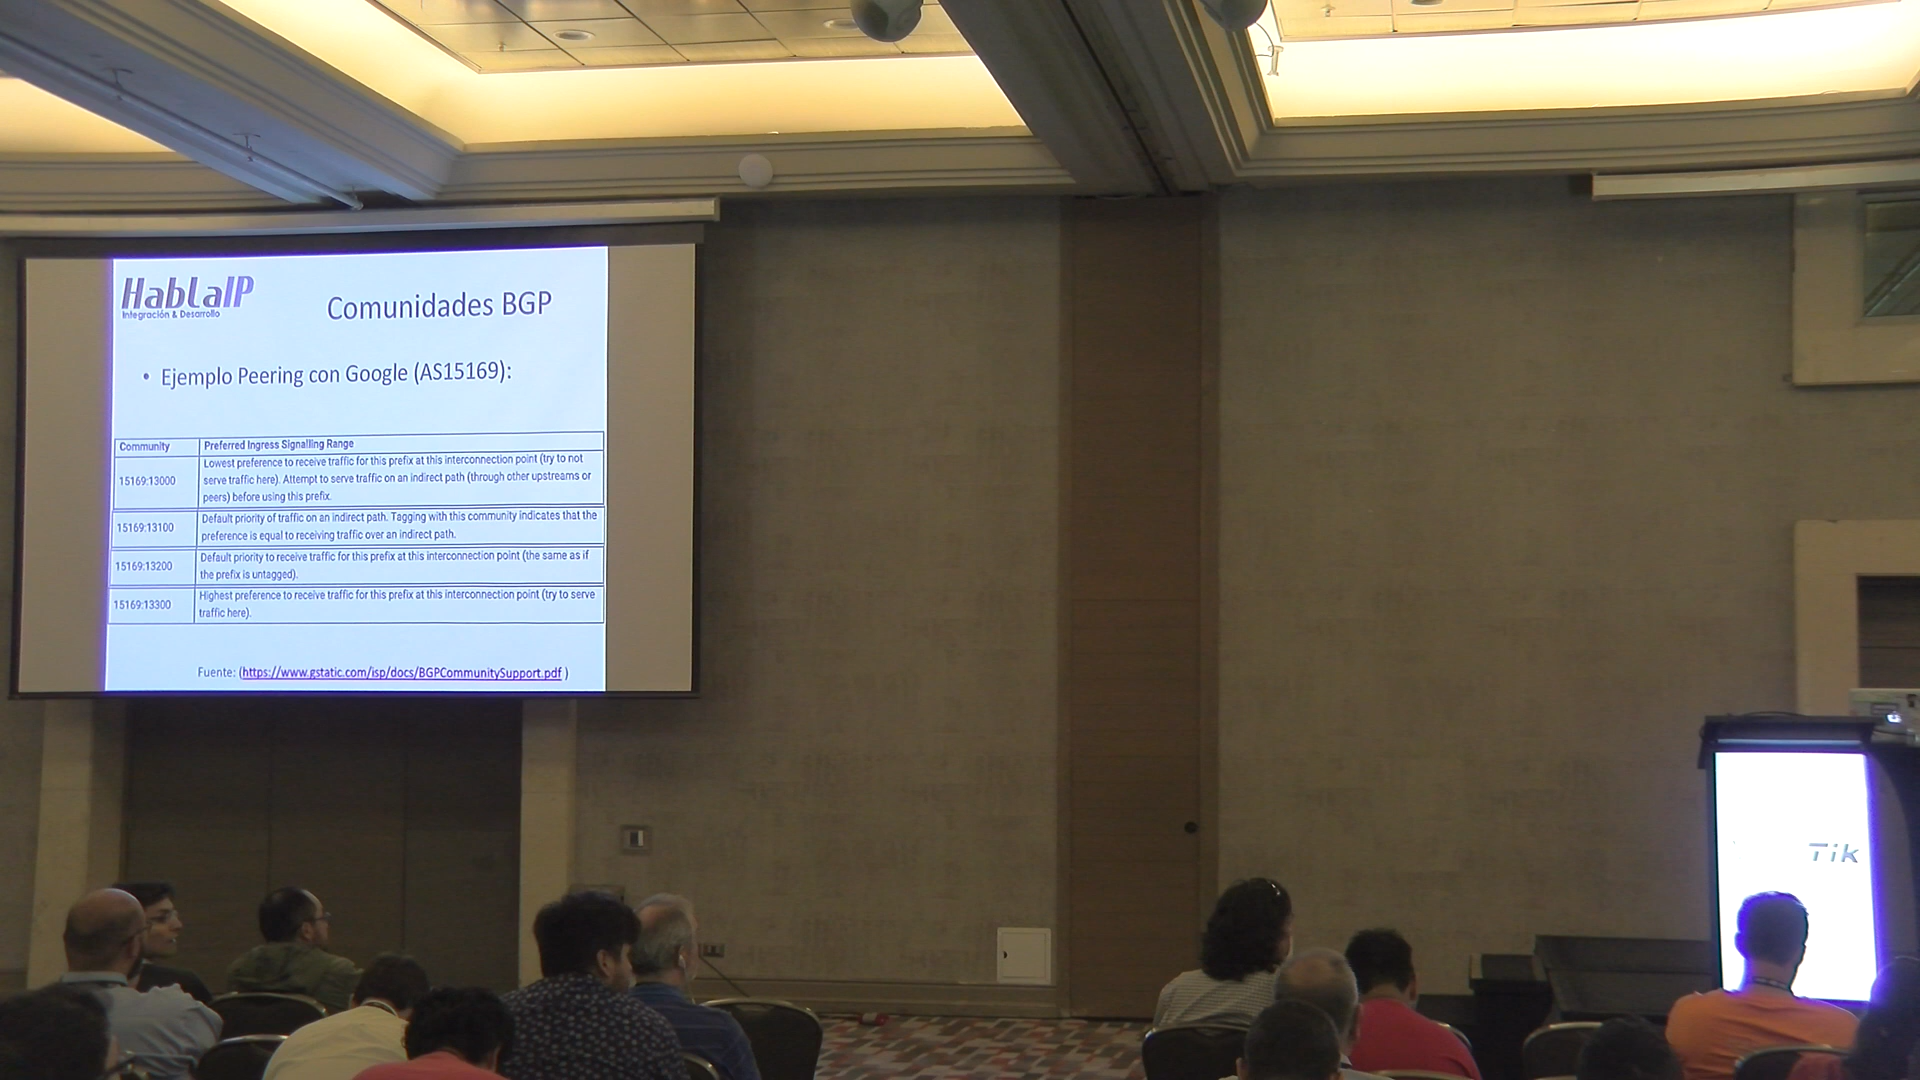 HabLaIP
Integración & Desarrollo
Comunidades BGP
• Ejemplo Peering con Google (AS15169):
Community Preferred Ingress Signalling Range
15169:13000 Lowest preference to receive traffic for this prefix at this interconnection point (try to not
serve traffic here). Attempt to serve traffic on an indirect path (through other upstreams or
peers) before using this prefix.
15169:13100 Default priority of traffic on an indirect path. Tagging with this community indicates that the
preference is equal to receiving traffic over an indirect path.
15169:13200 Default priority to receive traffic for this prefix at this interconnection point (the same as if
the prefix is untagged).
15169:13300 Highest preference to receive traffic for this prefix at this interconnection point (try to serve
traffic here).
Fuente: (https://www.gstatic.com/isp/docs/BGPCommunitySupport.pdf )
Tik